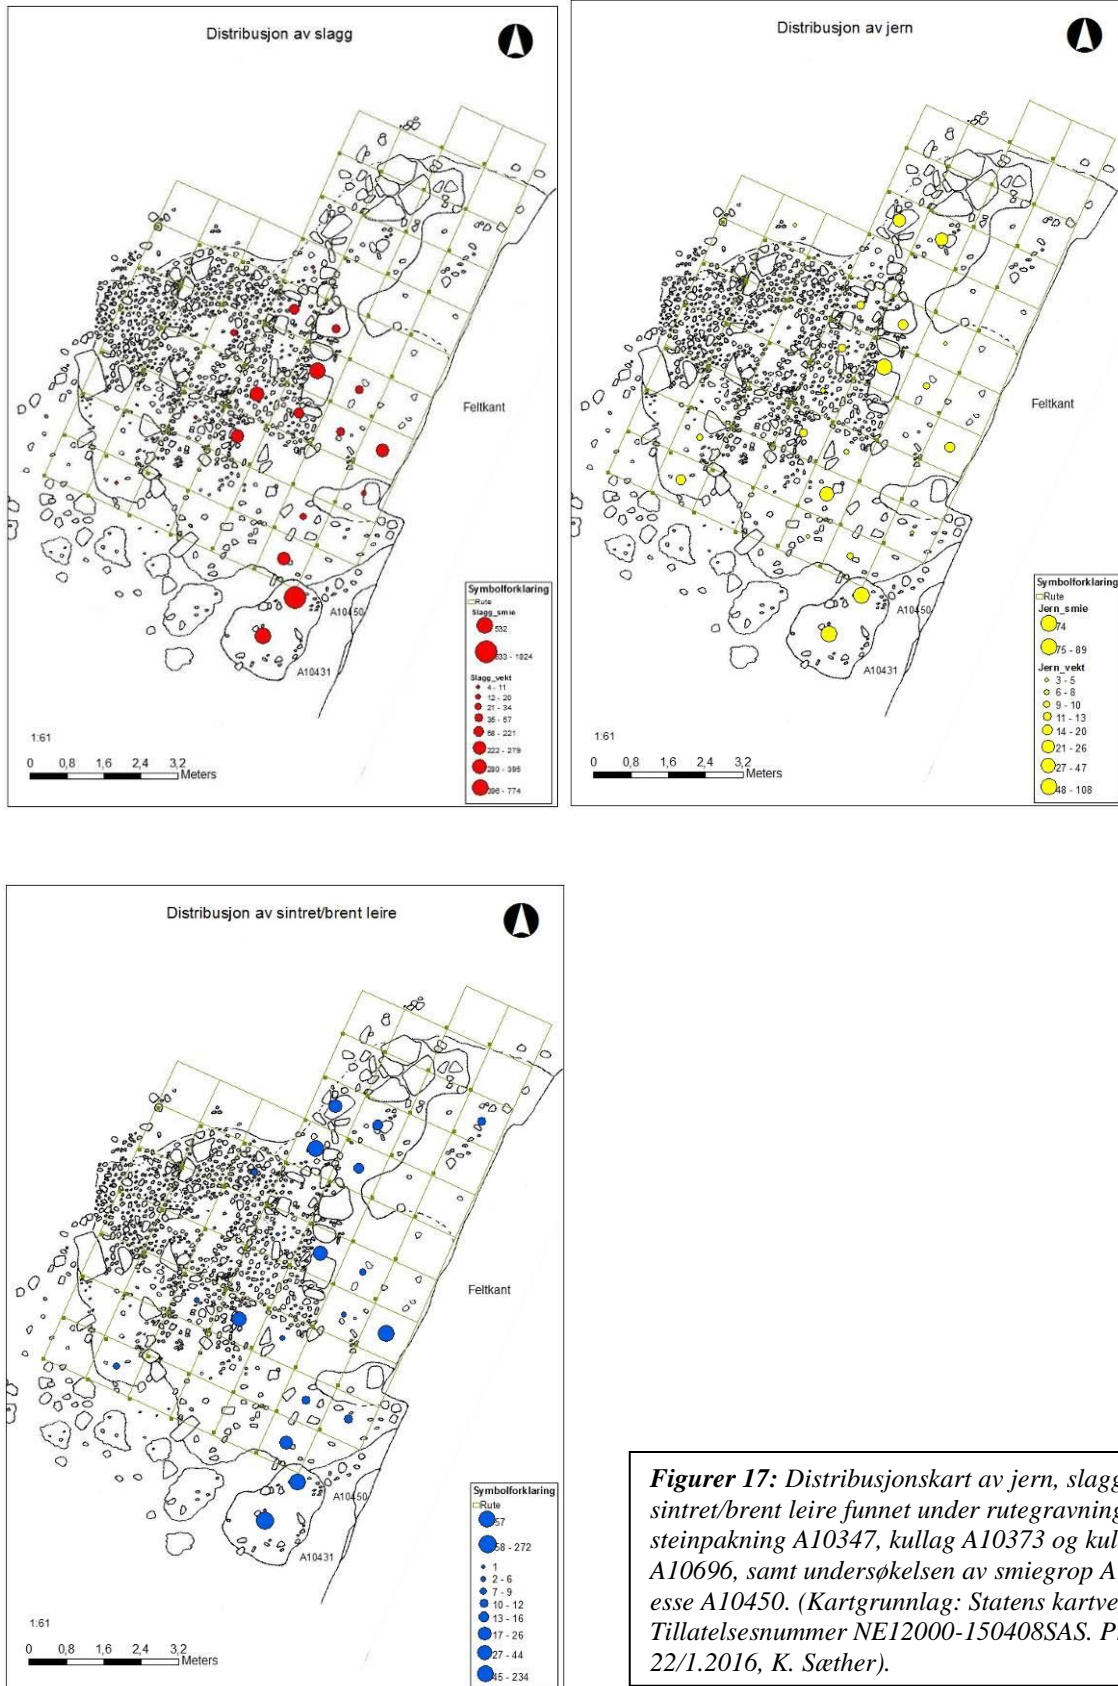 Distribusjon av slagg
Feltkant
A10450
A10431
1:61
0 0,8 1,6 2,4 3,2
Meters
Symbolforklaring
Rute
Slagg_smie
532
533 - 1824
Slagg_vekt
4 - 11
12 - 20
21 - 34
35 - 57
58 - 221
222 - 279
280 - 395
396 - 774
Distribusjon av jern
Feltkant
A10450
A10431
1:61
0 0,8 1,6 2,4 3,2
Meters
Symbolforklaring
Rute
Jern_smie
74
75 - 89
Jern_vekt
3 - 5
6 - 8
9 - 10
11 - 13
14 - 20
21 - 26
27 - 47
48 - 108
Distribusjon av sintret/brent leire
Feltkant
A10450
A10431
1:61
0 0,8 1,6 2,4 3,2
Meters
Symbolforklaring
Rute
57
58 - 272
1
2 - 6
7 - 9
10 - 12
13 - 16
17 - 26
27 - 44
45 - 234
Figurer 17: Distribusjonskart av jern, slagg
sintret/brent leire funnet under rutegravning
steinpakning A10347, kullag A10373 og
A10696, samt undersøkelsen av smiegrop
esse A10450. (Kartgrunnlag: Statens
Tillatelsesnummer NE12000-150408SAS.
22/1.2016, K. Sæther).